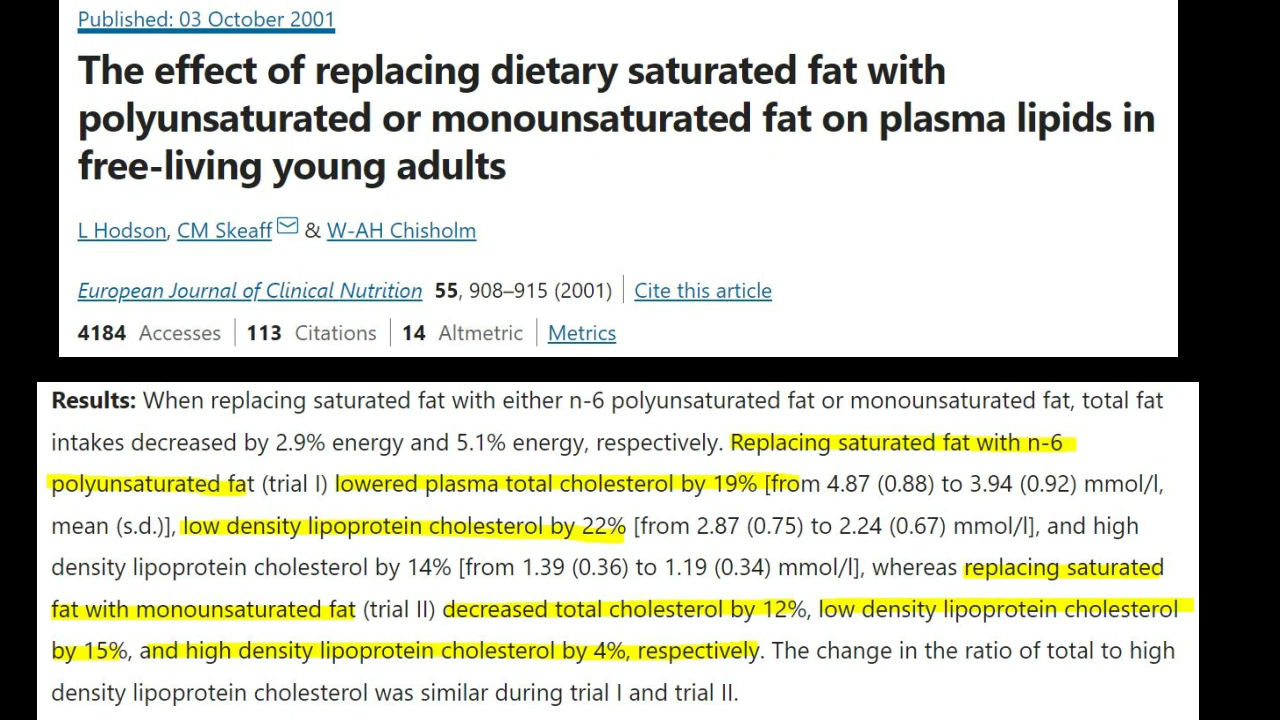 Published: 03 October 2001
The effect of replacing dietary saturated fat with
polyunsaturated or monounsaturated fat on plasma lipids in
free-living young adults
L Hodson, CM Skeaff & W-AH Chisholm
European Journal of Clinical Nutrition 55, 908–915 (2001) Cite this article
4184 Accesses 113 Citations 14 Altmetric Metrics
Results: When replacing saturated fat with either n-6 polyunsaturated fat or monounsaturated fat, total fat
intakes decreased by 2.9% energy and 5.1% energy, respectively. Replacing saturated fat with n-6
polyunsaturated fat (trial I) lowered plasma total cholesterol by 19% [from 4.87 (0.88) to 3.94 (0.92) mmol/l,
mean (s.d.)], low density lipoprotein cholesterol by 22% [from 2.87 (0.75) to 2.24 (0.67) mmol/l], and high
density lipoprotein cholesterol by 14% [from 1.39 (0.36) to 1.19 (0.34) mmol/l], whereas replacing saturated
fat with monounsaturated fat (trial II) decreased total cholesterol by 12%, low density lipoprotein cholesterol
by 15%, and high density lipoprotein cholesterol by 4%, respectively. The change in the ratio of total to high
density lipoprotein cholesterol was similar during trial I and trial II.